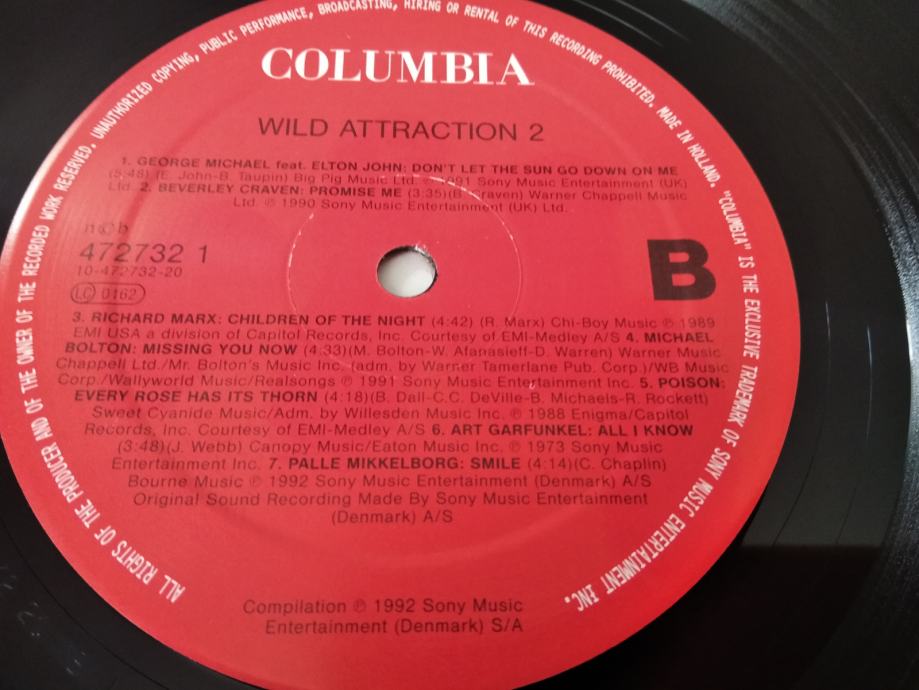 ALL RIGHTS OF THE PRODUCER AND OF THE OWNER OF THE RECORDED WORK RESERVED, UNAUTHORIZED COPYING, PUBLIC PERFORMANCE, BROADCASTING, HIRING OR RENTAL OF THIS RECORDING PROHIBITED. MADE IN HOLLAND. "COLUMBIA" IS THE EXCLUSIVE TRADEMARK OF SONY MUSIC ENTERTAINMENT INC.
COLUMBIA
WILD ATTRACTION 2
1. GEORGE MICHAEL feat. ELTON JOHN: DON'T LET THE SUN GO DOWN ON ME
(5:48) (E. John-B. Taupin) Big Pig Music Ltd. ℗ 1991 Sony Music Entertainment (UK)
Ltd. 2. BEVERLEY CRAVEN: PROMISE ME (3:35)(B. Craven) Warner Chappell Music
Ltd. ℗ 1990 Sony Music Entertainment (UK) Ltd.
n©b
472732 1
10-472732-20
LC 0162
B
3. RICHARD MARX: CHILDREN OF THE NIGHT (4:42) (R. Marx) Chi-Boy Music ℗ 1989
EMI USA a division of Capitol Records, Inc. Courtesy of EMI-Medley A/S 4. MICHAEL
BOLTON: MISSING YOU NOW (4:33)(M. Bolton-W. Afanasieff-D. Warren) Warner Music
Chappell Ltd./Mr. Bolton's Music Inc. (adm. by Warner Tamerlane Pub. Corp.)/WB Music
Corp./Wallyworld Music/Realsongs ℗ 1991 Sony Music Entertainment Inc. 5. POISON:
EVERY ROSE HAS ITS THORN (4:18)(B. Dall-C.C. DeVille-B. Michaels-R. Rockett)
Sweet Cyanide Music/Adm. by Willesden Music Inc. ℗ 1988 Enigma/Capitol
Records, Inc. Courtesy of EMI-Medley A/S 6. ART GARFUNKEL: ALL I KNOW
(3:48)(J. Webb) Canopy Music/Eaton Music Inc. ℗ 1973 Sony Music
Entertainment Inc. 7. PALLE MIKKELBORG: SMILE (4:14)(C. Chaplin)
Bourne Music ℗ 1992 Sony Music Entertainment (Denmark) A/S
Original Sound Recording Made By Sony Music Entertainment
(Denmark) A/S
Compilation ℗ 1992 Sony Music
Entertainment (Denmark) S/A